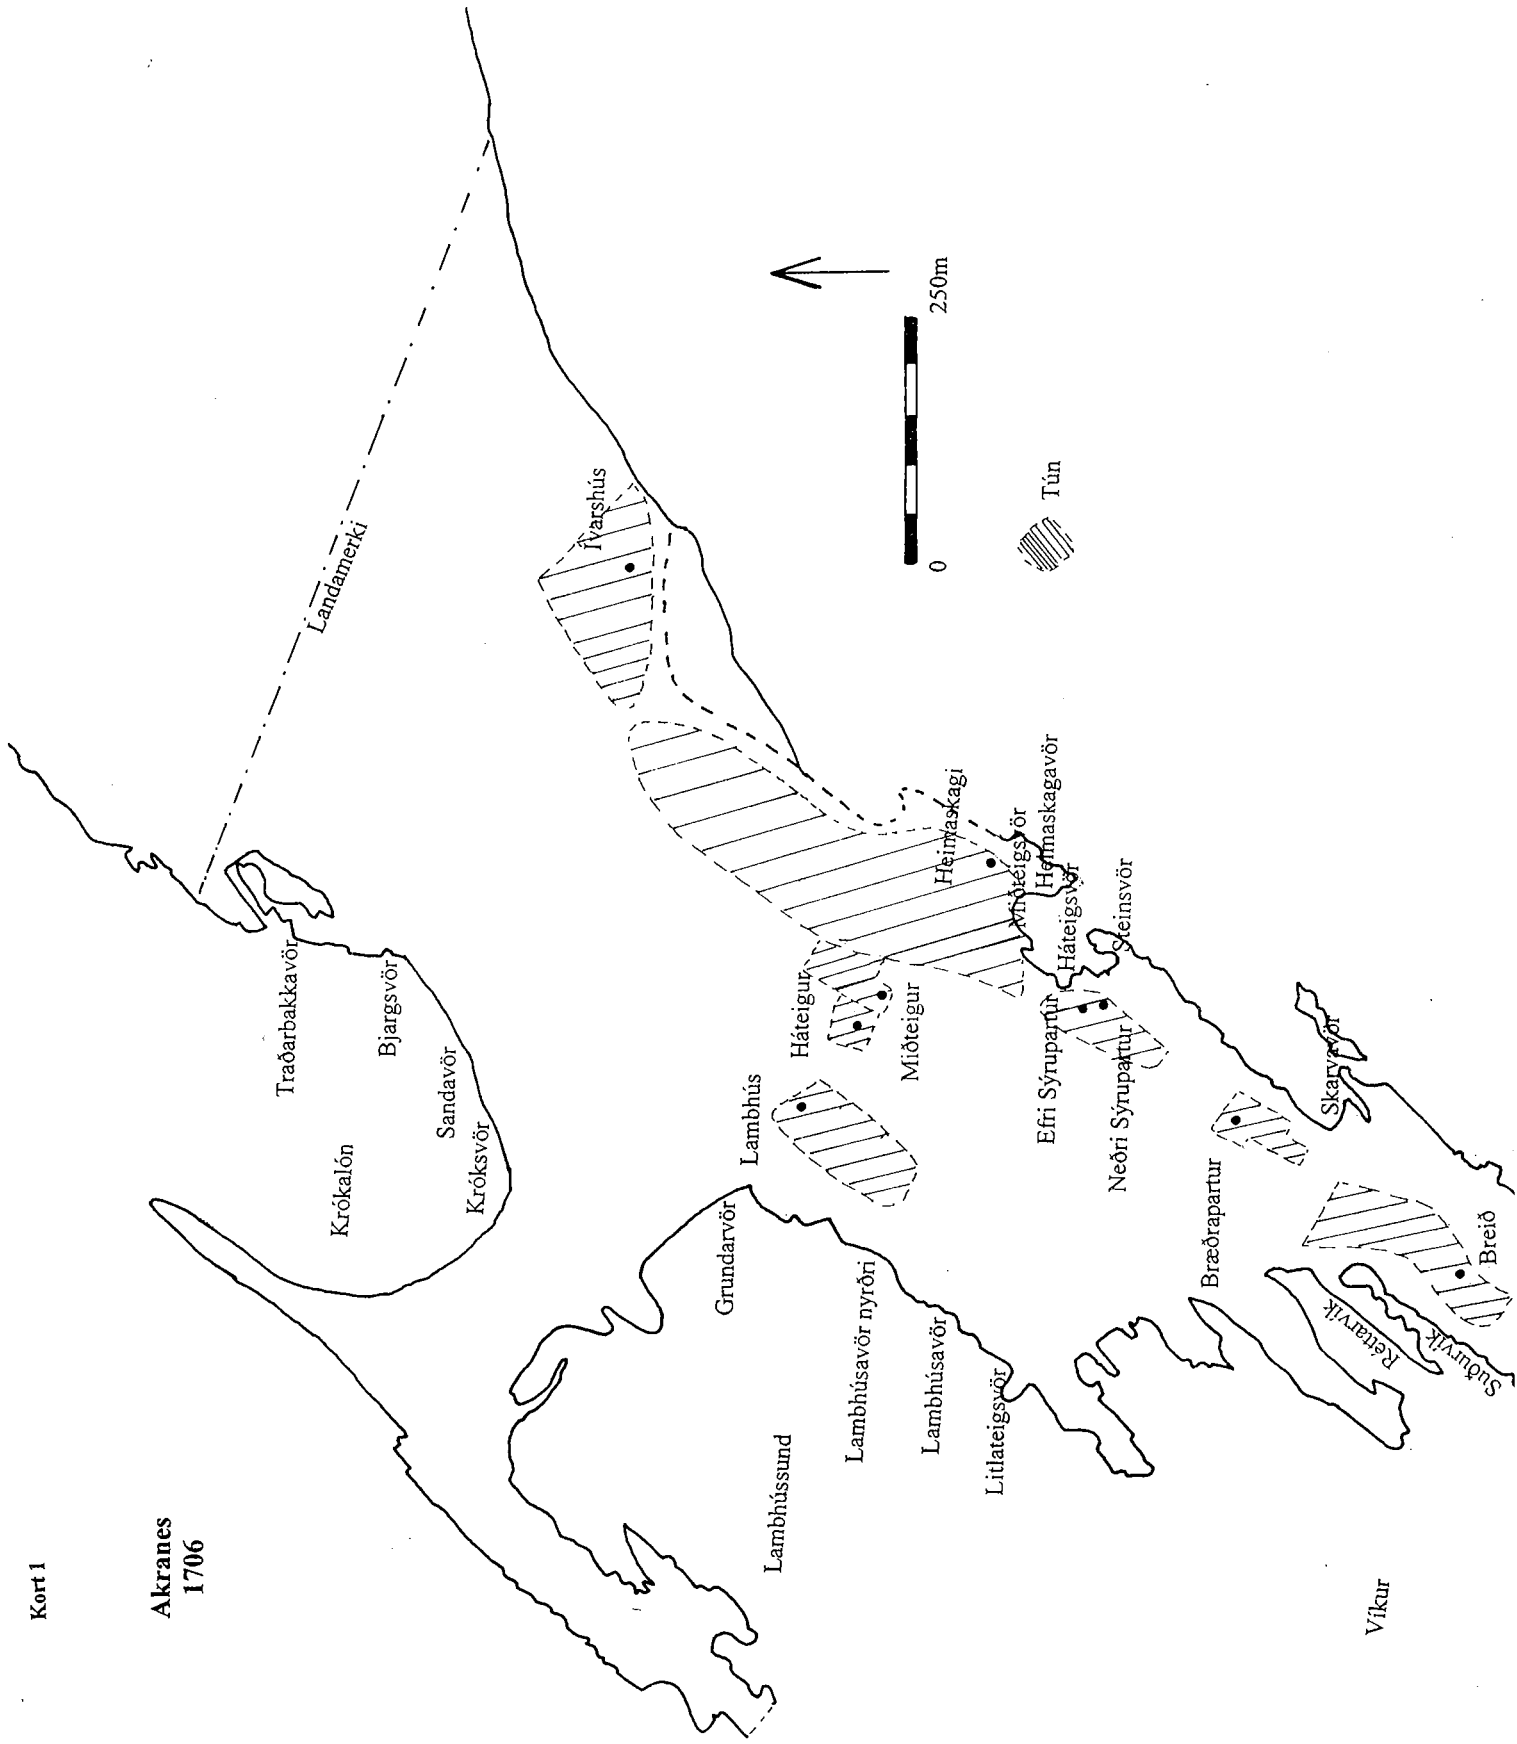 Kort 1
Akranes
1706
Landamerki
Traðarbakkavör
Bjargsvör
Krókalón
Sandavör
Króksvör
Ívarshús
Lambhús
Háteigur
Miðteigur
Heimaskagi
Miðteigsvör
Heimaskagavör
Háteigsvör
Steinsvör
Efri Sýrupartur
Neðri Sýrupartur
Grundarvör
Lambhússund
Lambhúsavör nyrðri
Lambhúsavör
Litlateigsvör
Bræðrapartur
Skarvavör
Réttarvík
Suðurvík
Breið
Víkur
0
250m
Tún